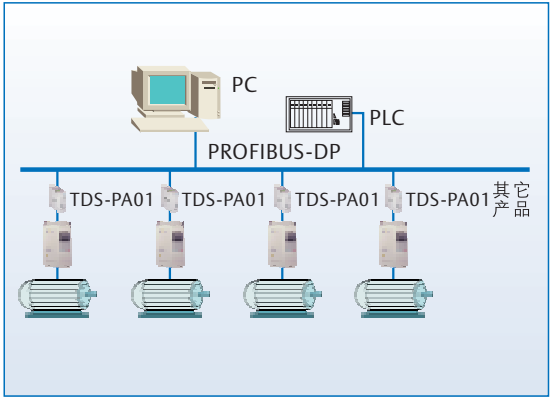 PC
PLC
PROFIBUS-DP
TDS-PA01
TDS-PA01
TDS-PA01
TDS-PA01
其它
产品